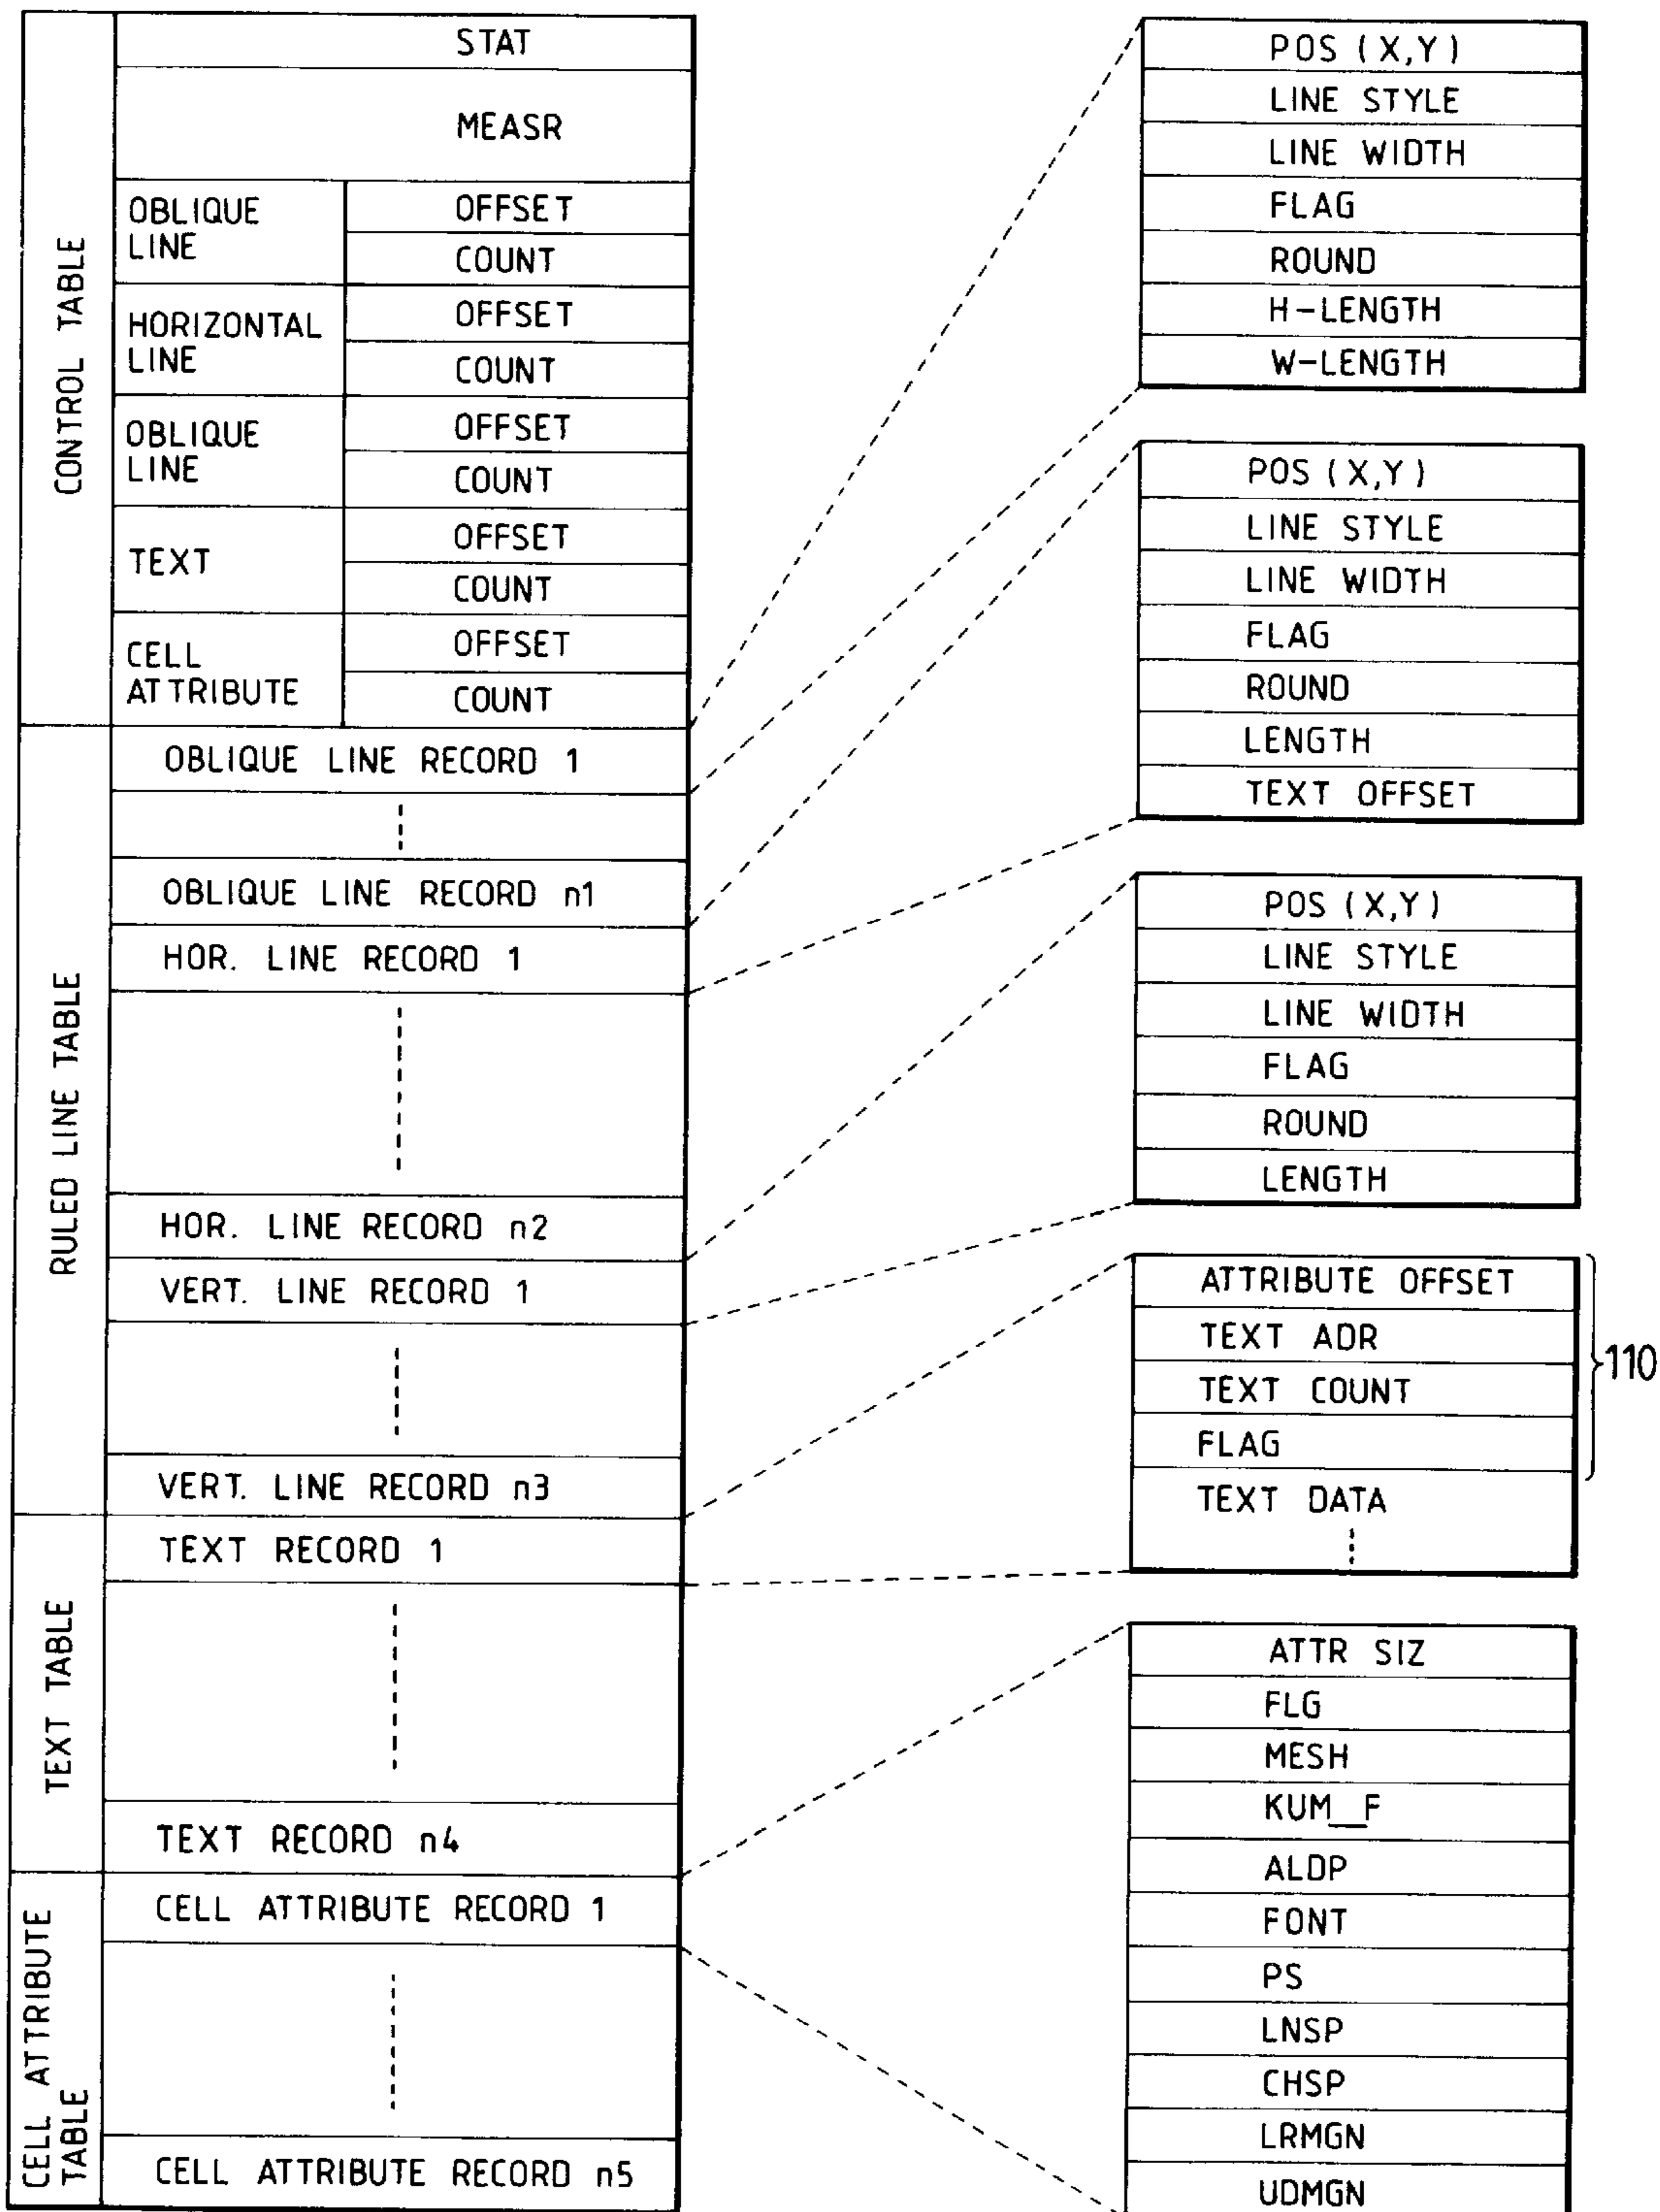 CONTROL TABLE
STAT
MEASR
OBLIQUE
LINE
OFFSET
COUNT
HORIZONTAL
LINE
OFFSET
COUNT
OBLIQUE
LINE
OFFSET
COUNT
TEXT
OFFSET
COUNT
CELL
ATTRIBUTE
OFFSET
COUNT
RULED LINE TABLE
OBLIQUE LINE RECORD 1
OBLIQUE LINE RECORD n1
HOR. LINE RECORD 1
HOR. LINE RECORD n2
VERT. LINE RECORD 1
VERT. LINE RECORD n3
TEXT TABLE
TEXT RECORD 1
TEXT RECORD n4
CELL ATTRIBUTE
TABLE
CELL ATTRIBUTE RECORD 1
CELL ATTRIBUTE RECORD n5
POS (X,Y)
LINE STYLE
LINE WIDTH
FLAG
ROUND
H-LENGTH
W-LENGTH
POS (X,Y)
LINE STYLE
LINE WIDTH
FLAG
ROUND
LENGTH
TEXT OFFSET
POS (X,Y)
LINE STYLE
LINE WIDTH
FLAG
ROUND
LENGTH
ATTRIBUTE OFFSET
TEXT ADR
TEXT COUNT
FLAG
TEXT DATA
110
ATTR SIZ
FLG
MESH
KUM__F
ALDP
FONT
PS
LNSP
CHSP
LRMGN
UDMGN